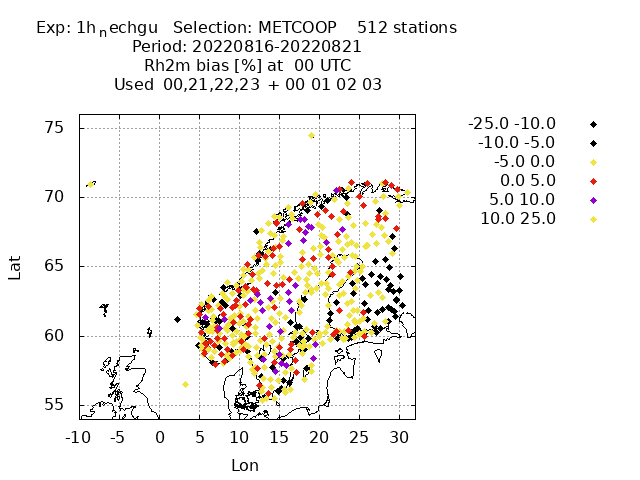 Exp: 1h_nechgu   Selection: METCOOP    512 stations
Period: 20220816-20220821
Rh2m bias [%] at  00 UTC
Used  00,21,22,23 + 00 01 02 03
-25.0 -10.0
-10.0 -5.0
-5.0 0.0
0.0 5.0
5.0 10.0
10.0 25.0
75
70
65
60
55
Lat
-10 -5 0 5 10 15 20 25 30
Lon